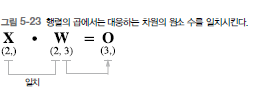 그림 5-23 행렬의 곱에서는 대응하는 차원의 원소 수를 일치시킨다.
X • W = O
(2,) (2, 3) (3,)
일치